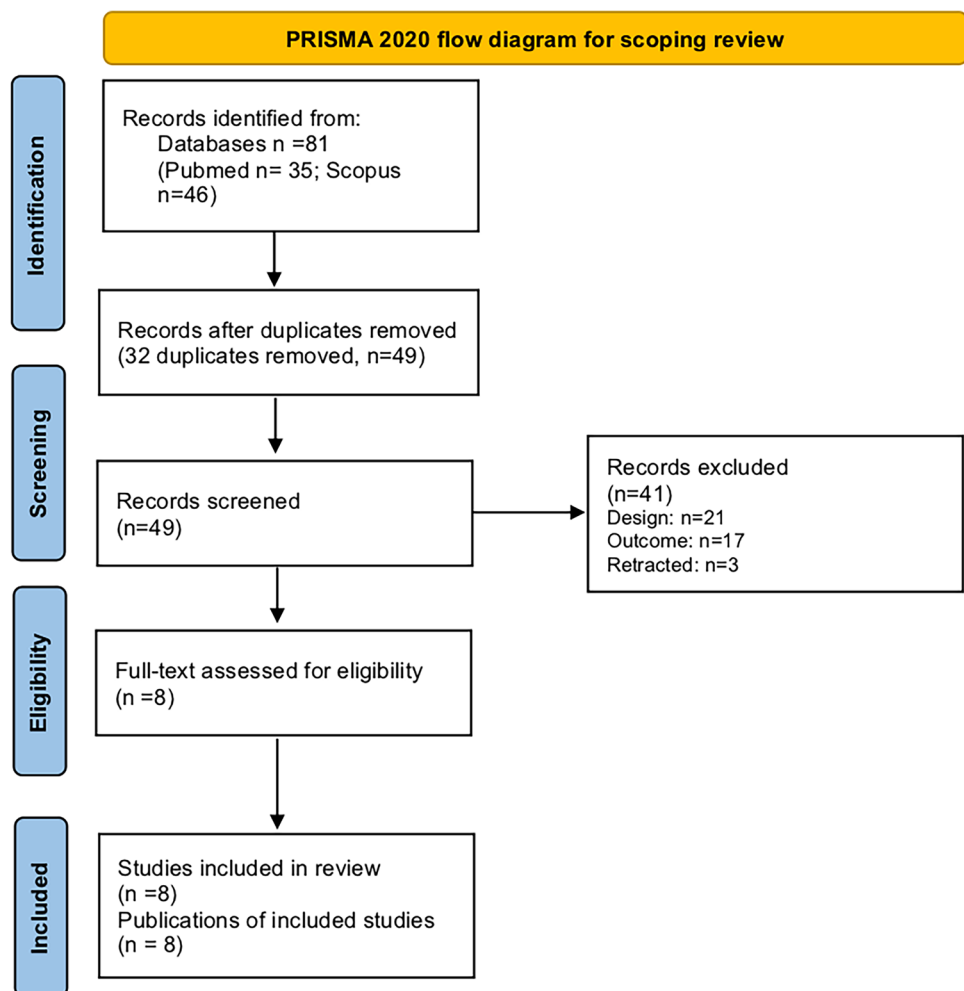 PRISMA 2020 flow diagram for scoping review
Identification
Records identified from:
Databases n =81
(Pubmed n= 35; Scopus
n=46)
Records after duplicates removed
(32 duplicates removed, n=49)
Screening
Records screened
(n=49)
Records excluded
(n=41)
Design: n=21
Outcome: n=17
Retracted: n=3
Eligibility
Full-text assessed for eligibility
(n =8)
Included
Studies included in review
(n =8)
Publications of included studies
(n = 8)